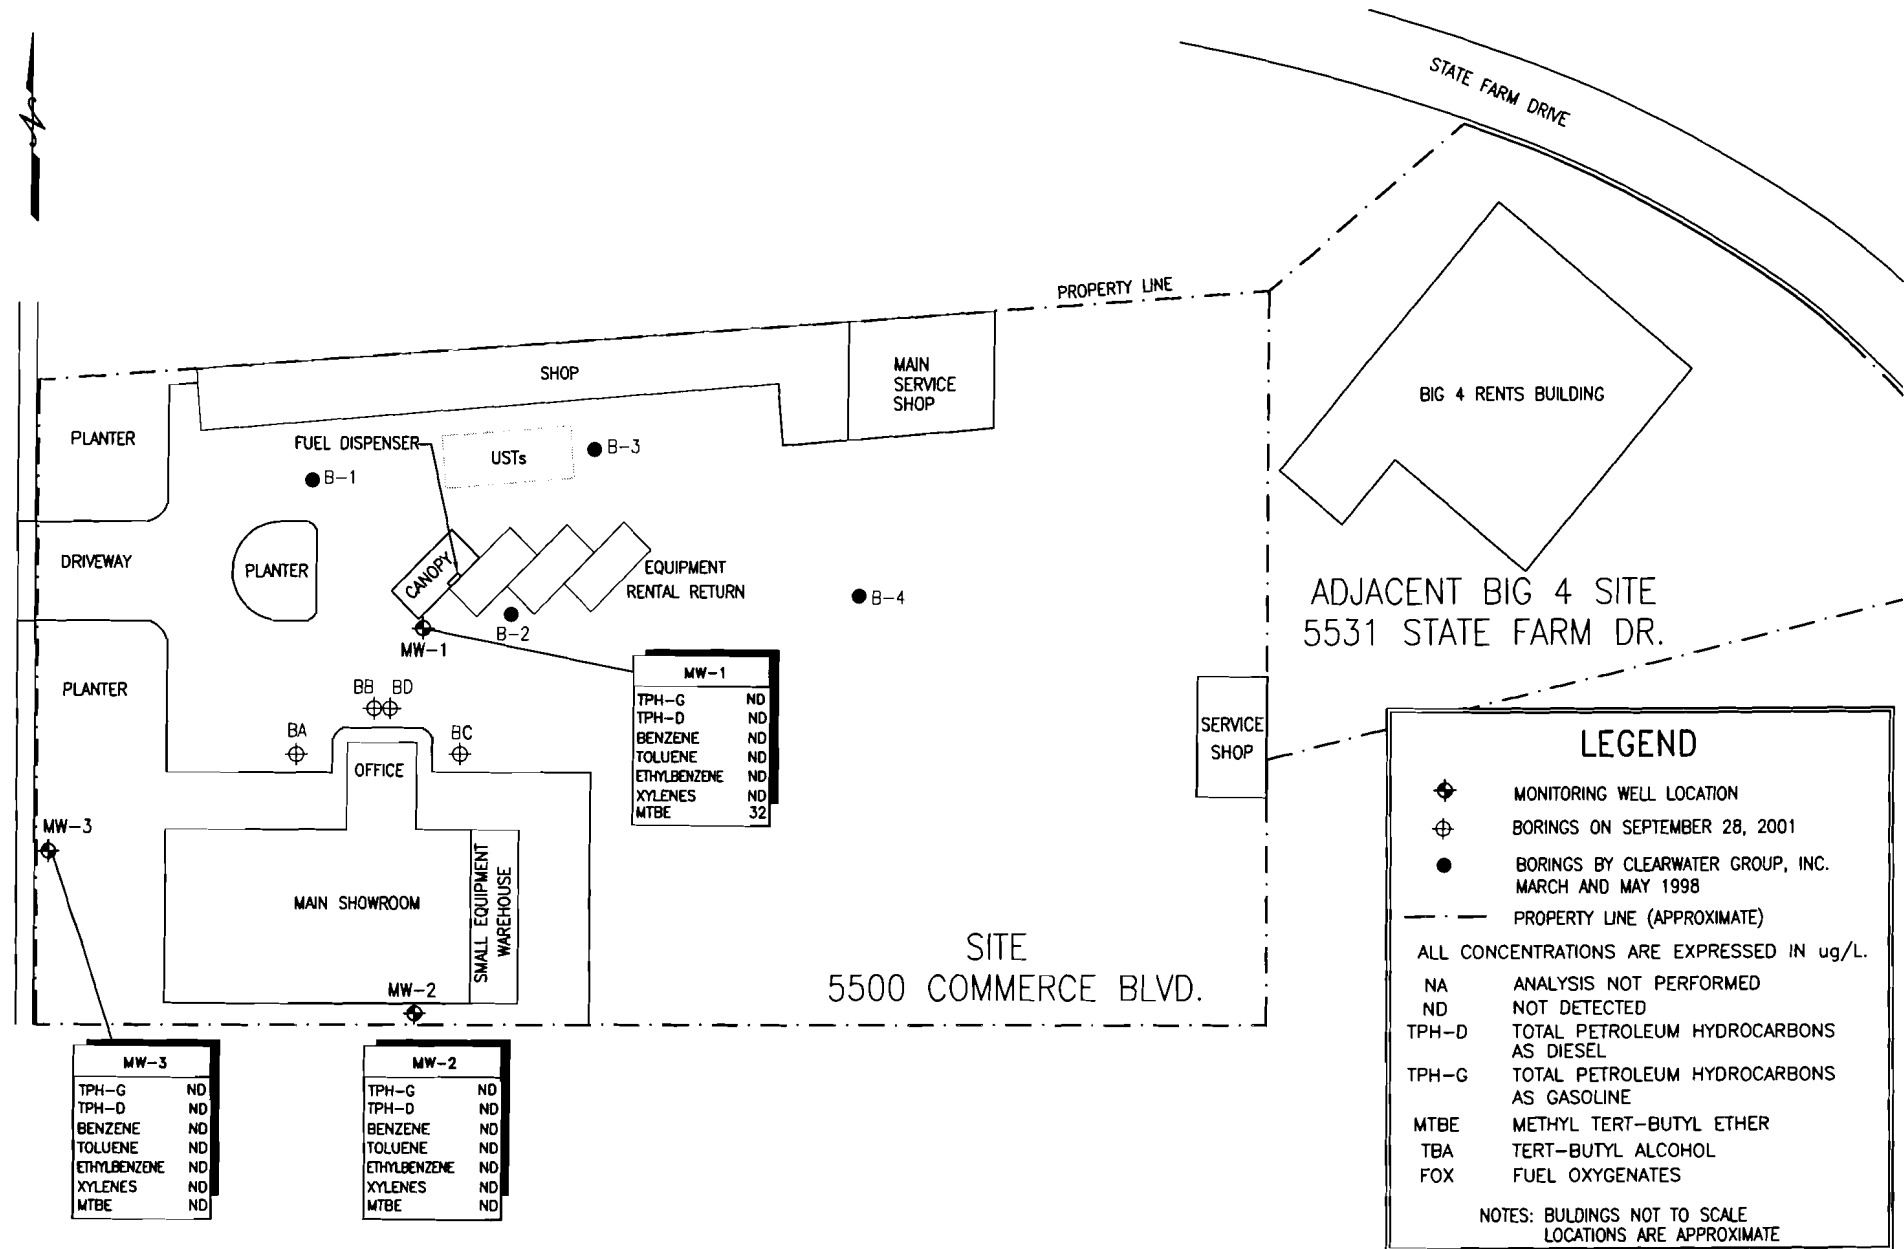 STATE FARM DRIVE
PROPERTY LINE
SHOP
MAIN
SERVICE
SHOP
BIG 4 RENTS BUILDING
PLANTER
FUEL DISPENSER
USTs
B-3
B-1
DRIVEWAY
PLANTER
CANOPY
EQUIPMENT
RENTAL RETURN
B-4
B-2
MW-1
ADJACENT BIG 4 SITE
5531 STATE FARM DR.
PLANTER
BB BD
BA
BC
OFFICE
MW-1
TPH-G ND
TPH-D ND
BENZENE ND
TOLUENE ND
ETHYLBENZENE ND
XYLENES ND
MTBE 32
SERVICE
SHOP
MW-3
MAIN SHOWROOM
SMALL EQUIPMENT
WAREHOUSE
MW-2
SITE
5500 COMMERCE BLVD.
MW-3
TPH-G ND
TPH-D ND
BENZENE ND
TOLUENE ND
ETHYLBENZENE ND
XYLENES ND
MTBE ND
MW-2
TPH-G ND
TPH-D ND
BENZENE ND
TOLUENE ND
ETHYLBENZENE ND
XYLENES ND
MTBE ND
LEGEND
MONITORING WELL LOCATION
BORINGS ON SEPTEMBER 28, 2001
BORINGS BY CLEARWATER GROUP, INC.
MARCH AND MAY 1998
PROPERTY LINE (APPROXIMATE)
ALL CONCENTRATIONS ARE EXPRESSED IN ug/L.
NA ANALYSIS NOT PERFORMED
ND NOT DETECTED
TPH-D TOTAL PETROLEUM HYDROCARBONS
AS DIESEL
TPH-G TOTAL PETROLEUM HYDROCARBONS
AS GASOLINE
MTBE METHYL TERT-BUTYL ETHER
TBA TERT-BUTYL ALCOHOL
FOX FUEL OXYGENATES
NOTES: BULDINGS NOT TO SCALE
LOCATIONS ARE APPROXIMATE